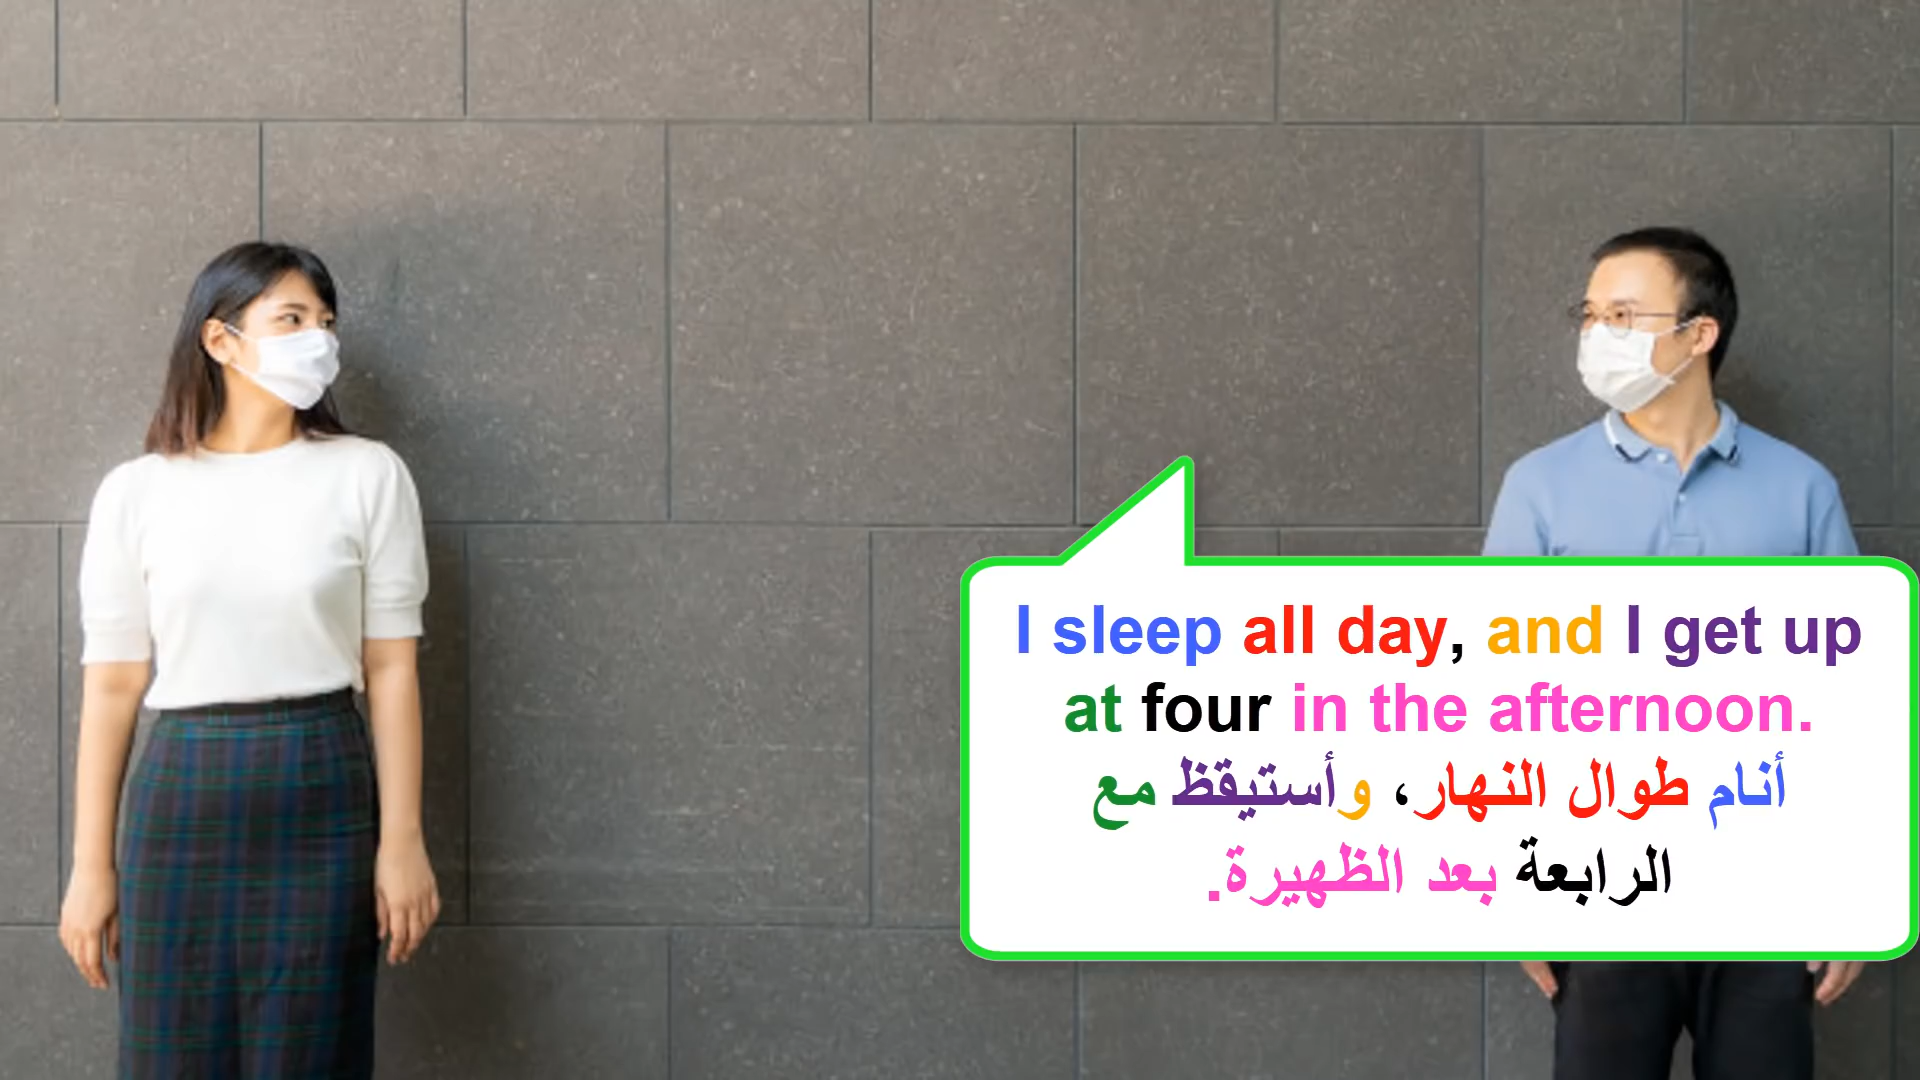 I sleep all day, and I get up
at four in the afternoon.
أنام طوال النهار، وأستيقظ مع
الرابعة بعد الظهيرة.